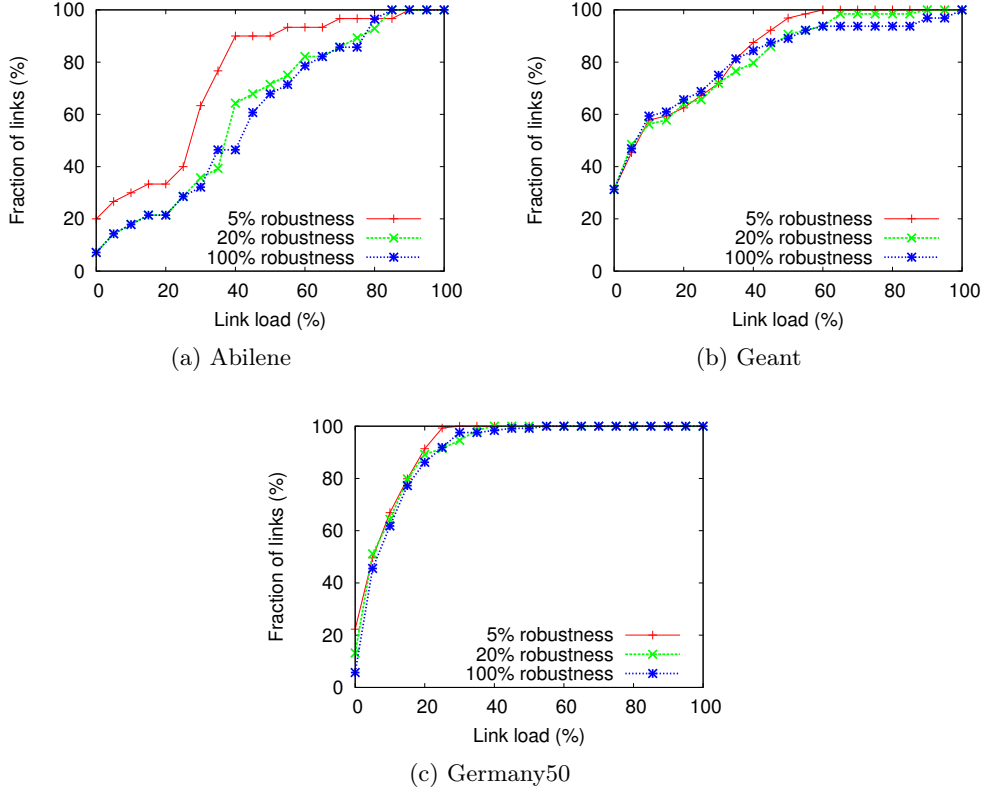 100
80
60
40
20
0
Fraction of links (%)
5% robustness
20% robustness
100% robustness
0 20 40 60 80 100
Link load (%)
(a) Abilene
100
80
60
40
20
0
Fraction of links (%)
5% robustness
20% robustness
100% robustness
0 20 40 60 80 100
Link load (%)
(b) Geant
100
80
60
40
20
0
Fraction of links (%)
5% robustness
20% robustness
100% robustness
0 20 40 60 80 100
Link load (%)
(c) Germany50